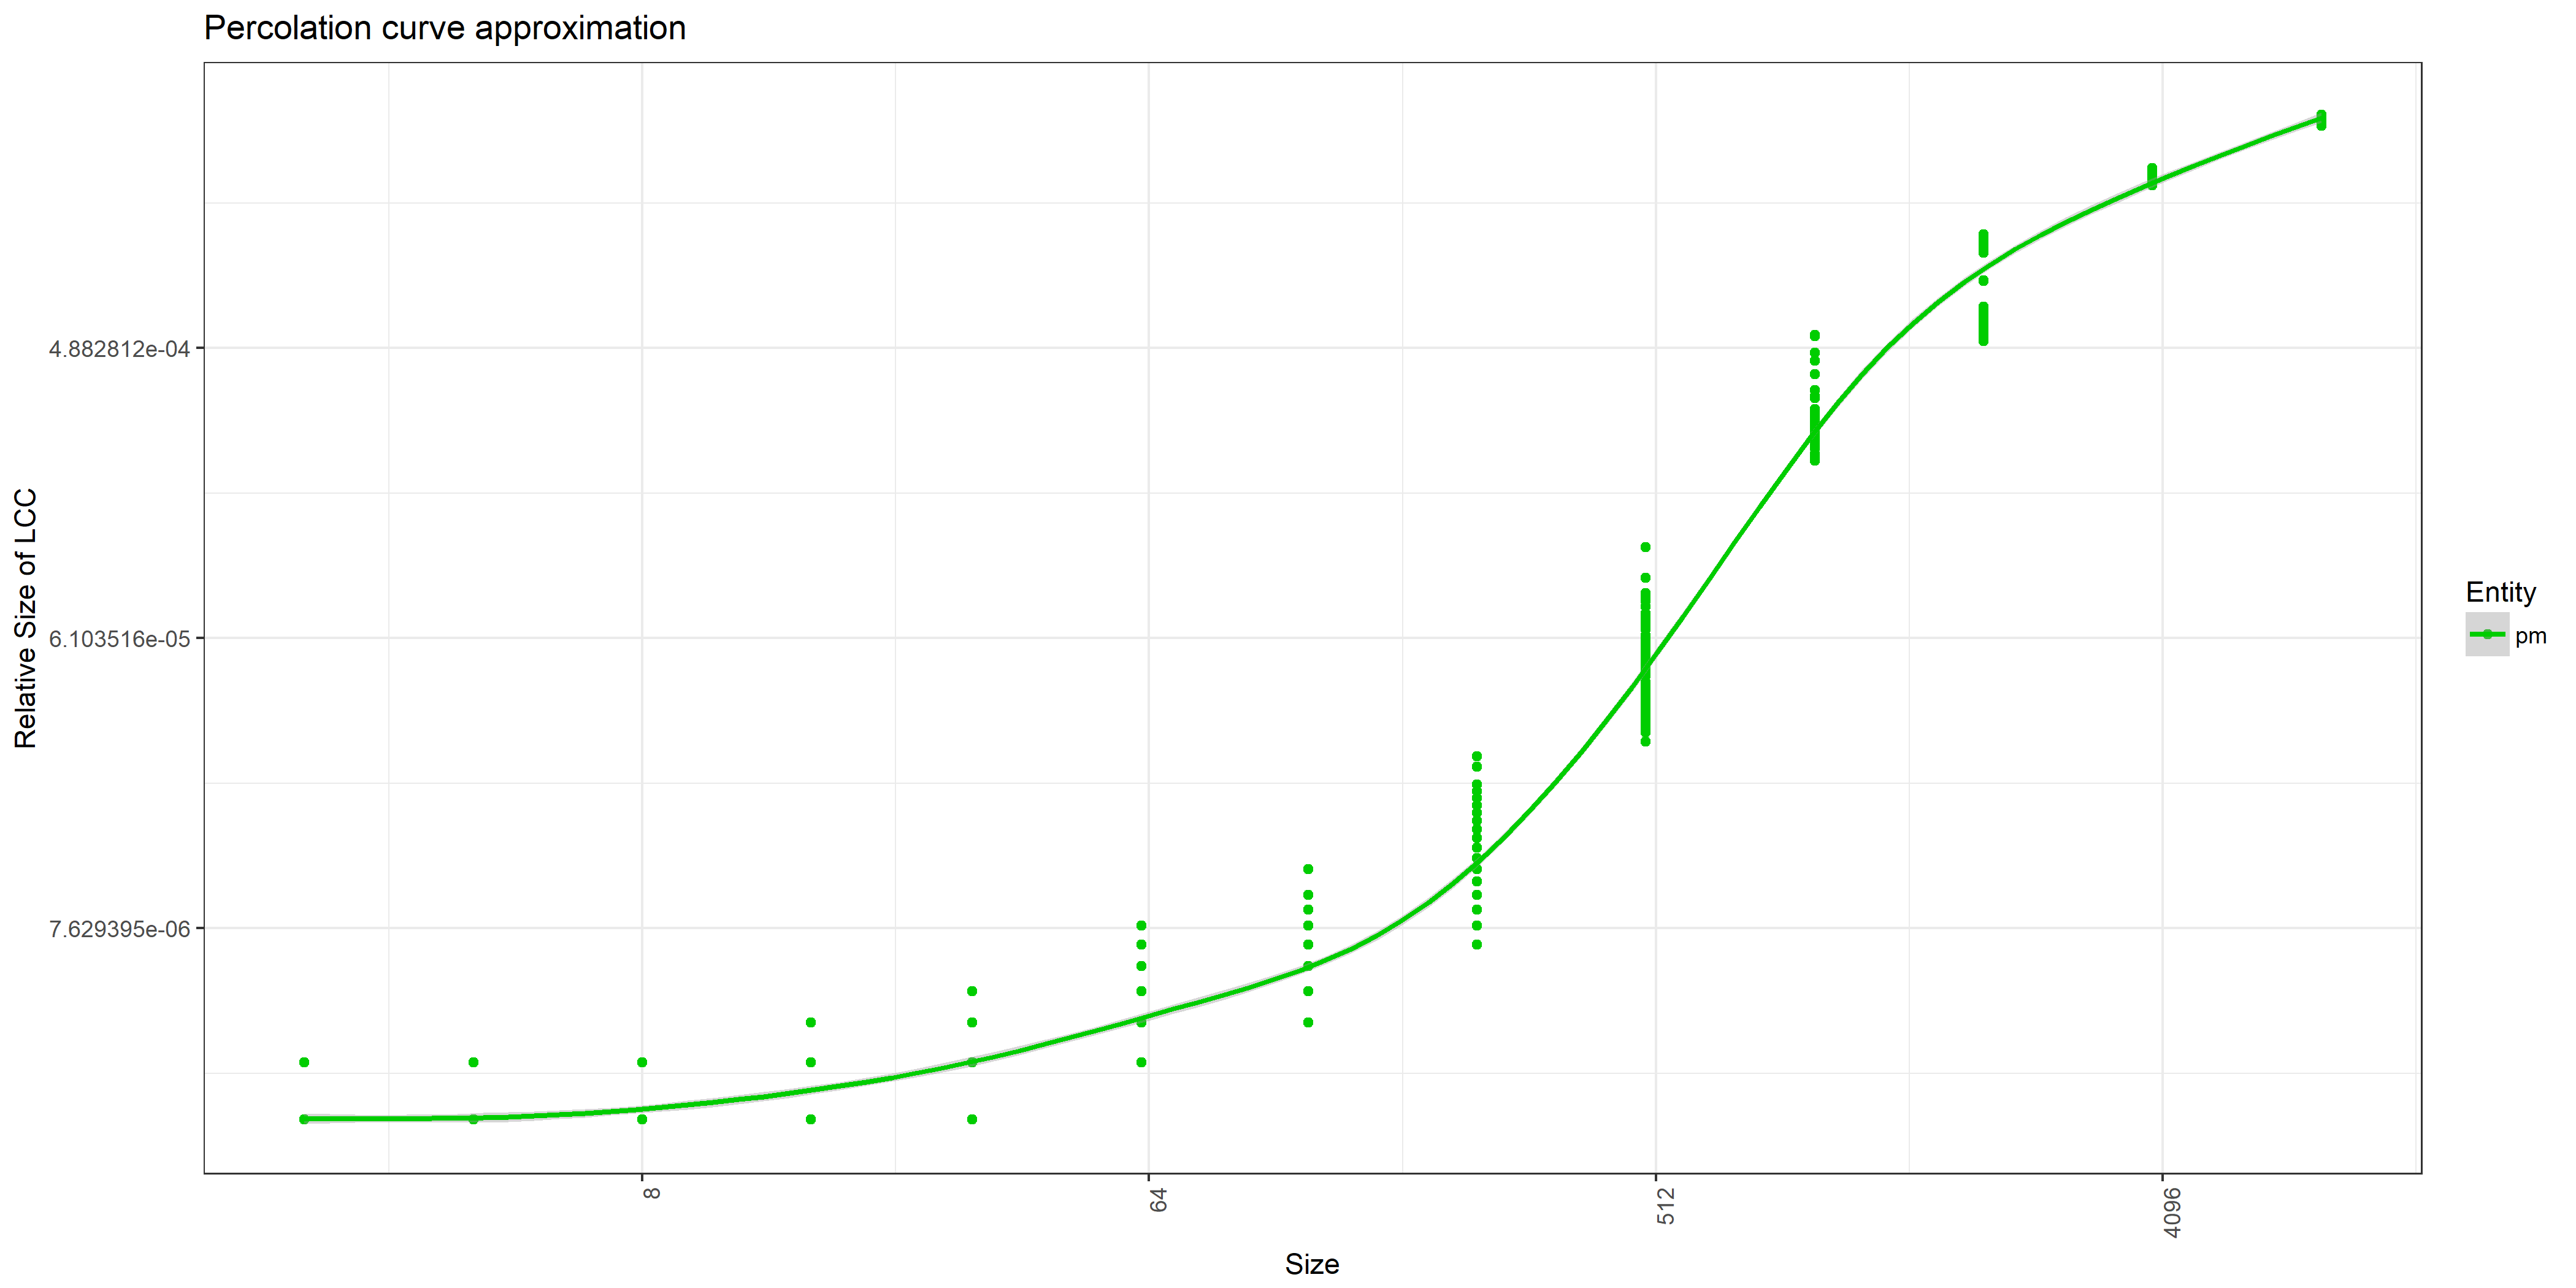 Percolation curve approximation
Relative Size of LCC
4.882812e-04
6.103516e-05
7.629395e-06
8
64
512
4096
Size
Entity
pm